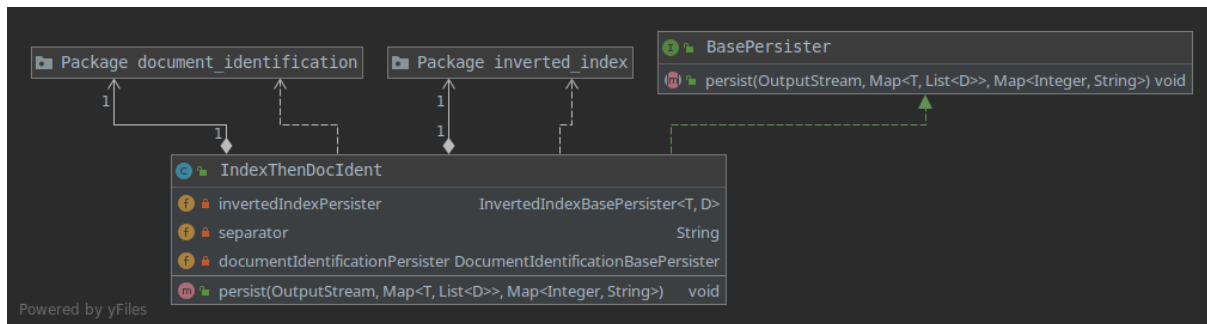 Package document_identification
Package inverted_index
I BasePersister
m persist(OutputStream, Map<T, List<D>>, Map<Integer, String>) void
1
1
1
1
C IndexThenDocIdent
f invertedIndexPersister InvertedIndexBasePersister<T, D>
f separator String
f documentIdentificationPersister DocumentIdentificationBasePersister
m persist(OutputStream, Map<T, List<D>>, Map<Integer, String>) void
Powered by yFiles